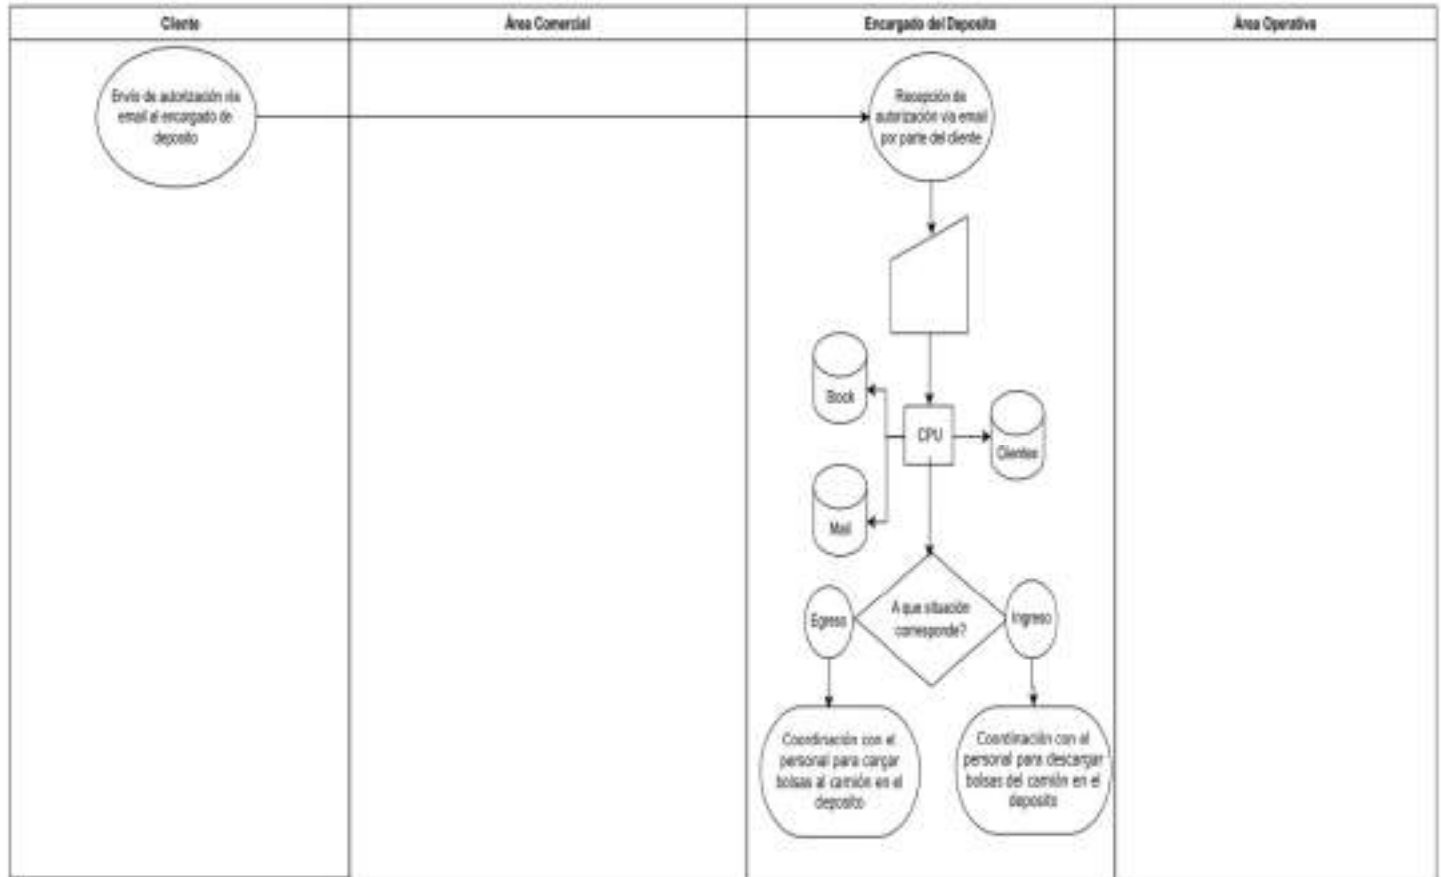 Cliente
Área Comercial
Encargado del Deposito
Área Operativa
Envío de autorización vía
email al encargado de
deposito
Recepción de
autorización vía email
por parte del cliente
Stock
CPU
Clientes
Mail
Egreso
A que situación
corresponde?
Ingreso
Coordinación con el
personal para cargar
bolsas al camión en el
deposito
Coordinación con el
personal para descargar
bolsas del camión en el
deposito